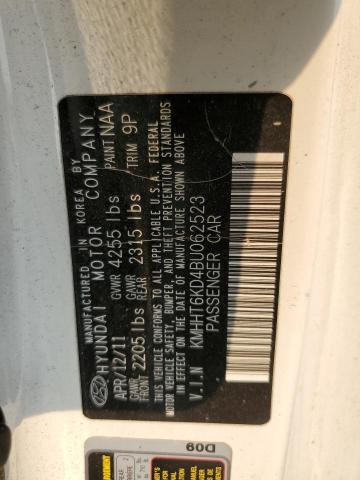 MANUFACTURED IN KOREA BY
HYUNDAI MOTOR COMPANY
APR/12/11 GVWR 4255 lbs PAINT NAA
GAWR FRONT 2205 lbs GAWR REAR 2315 lbs TRIM 9P
THIS VEHICLE CONFORMS TO ALL APPLICABLE U.S.A. FEDERAL
MOTOR VEHICLE SAFETY, BUMPER, AND THEFT PREVENTION STANDARDS
IN EFFECT ON THE DATE OF MANUFACTURE SHOWN ABOVE
V.I.N KMHHT6KD4BU062523
PASSENGER CAR
D09